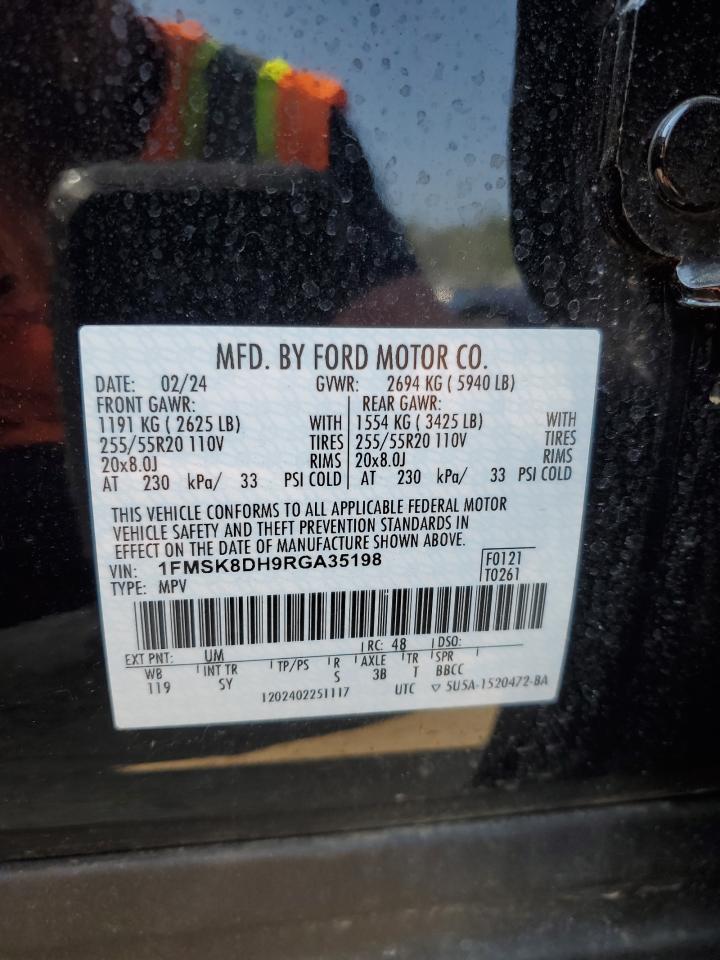 MFD. BY FORD MOTOR CO.
DATE: 02/24 GVWR: 2694 KG ( 5940 LB)
FRONT GAWR: REAR GAWR:
1191 KG ( 2625 LB) WITH 1554 KG ( 3425 LB) WITH
255/55R20 110V TIRES 255/55R20 110V TIRES
20x8.0J RIMS 20x8.0J RIMS
AT 230 kPa/ 33 PSI COLD AT 230 kPa/ 33 PSI COLD
THIS VEHICLE CONFORMS TO ALL APPLICABLE FEDERAL MOTOR
VEHICLE SAFETY AND THEFT PREVENTION STANDARDS IN
EFFECT ON THE DATE OF MANUFACTURE SHOWN ABOVE.
VIN: 1FMSK8DH9RGA35198 F0121
TYPE: MPV T0261
EXT PNT: UM RC: 48 DSO:
WB INT TR TP/PS R AXLE TR SPR
119 SY S 3B T BBCC
1202402251117 UTC ▽ 5U5A-1520472-BA